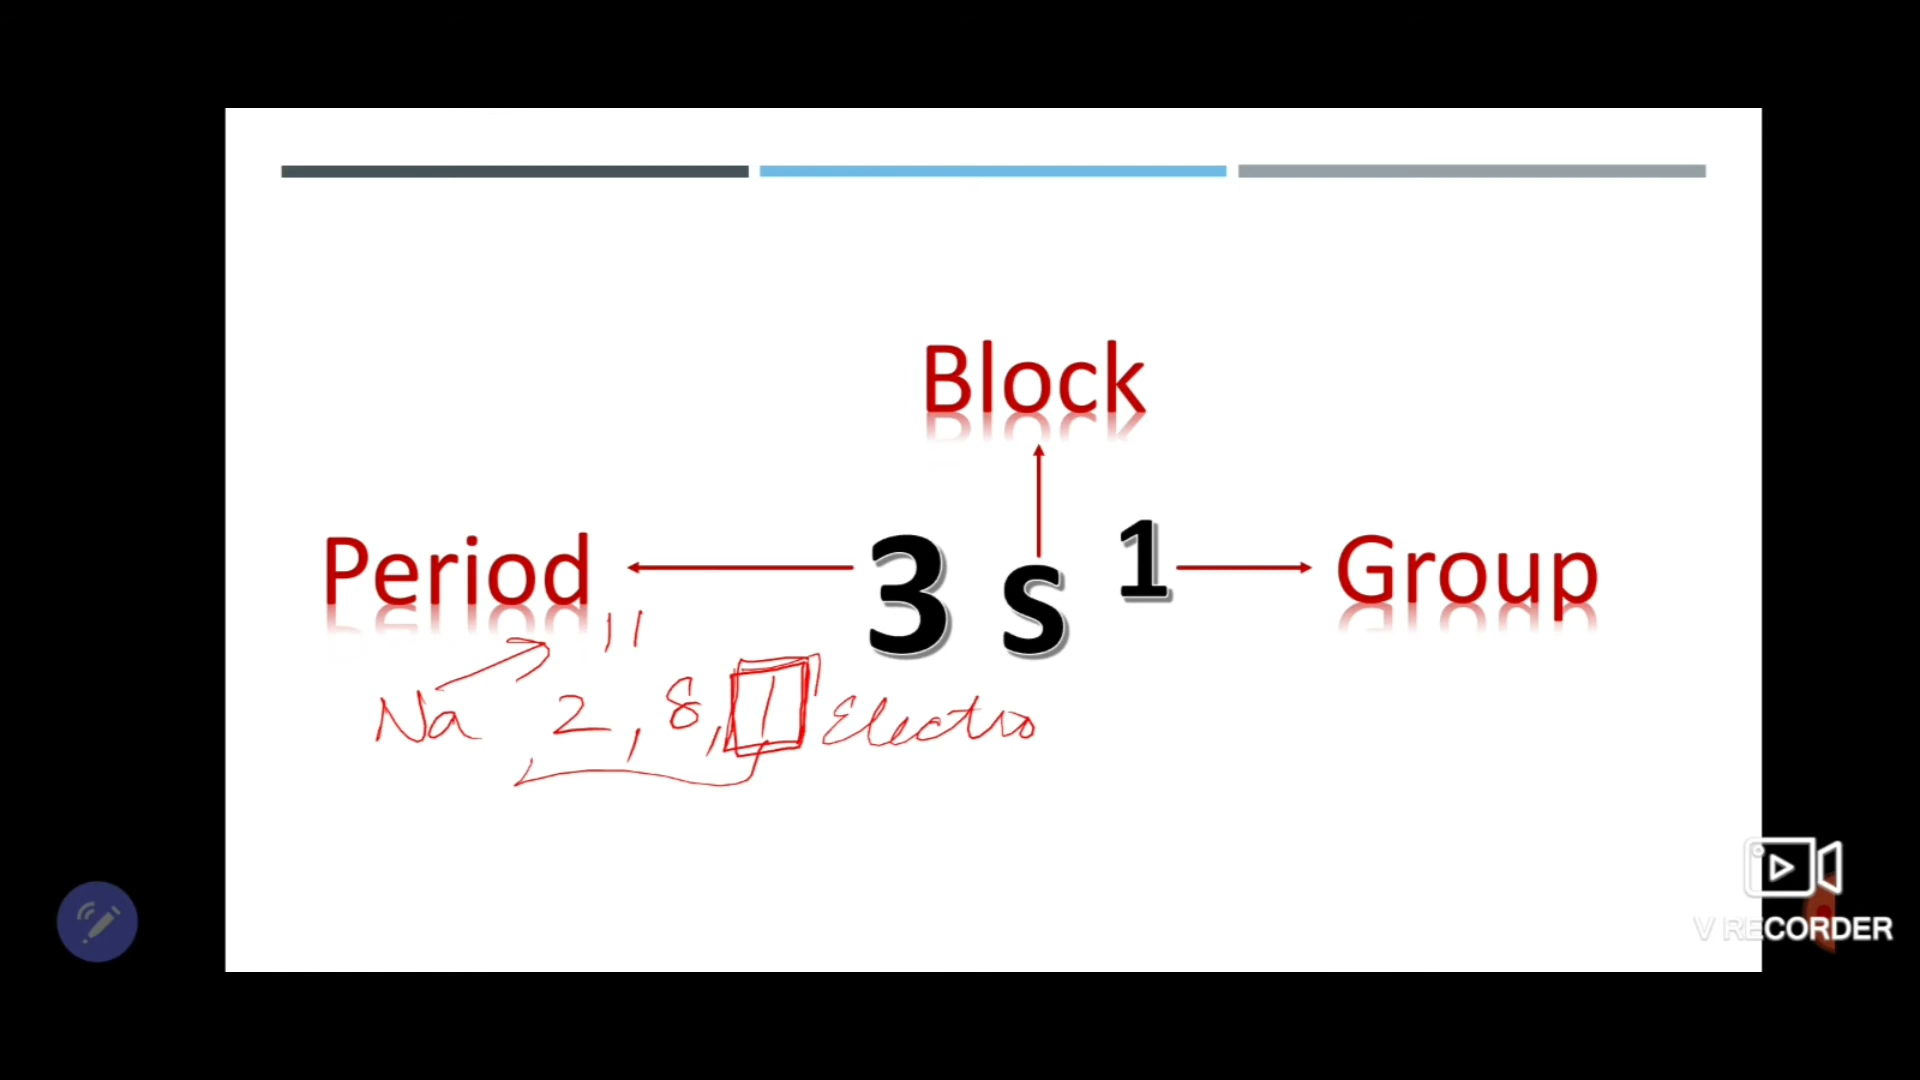 Block
Period 3 s 1 Group
11
Na 2, 8, 1 Electro
V RECORDER